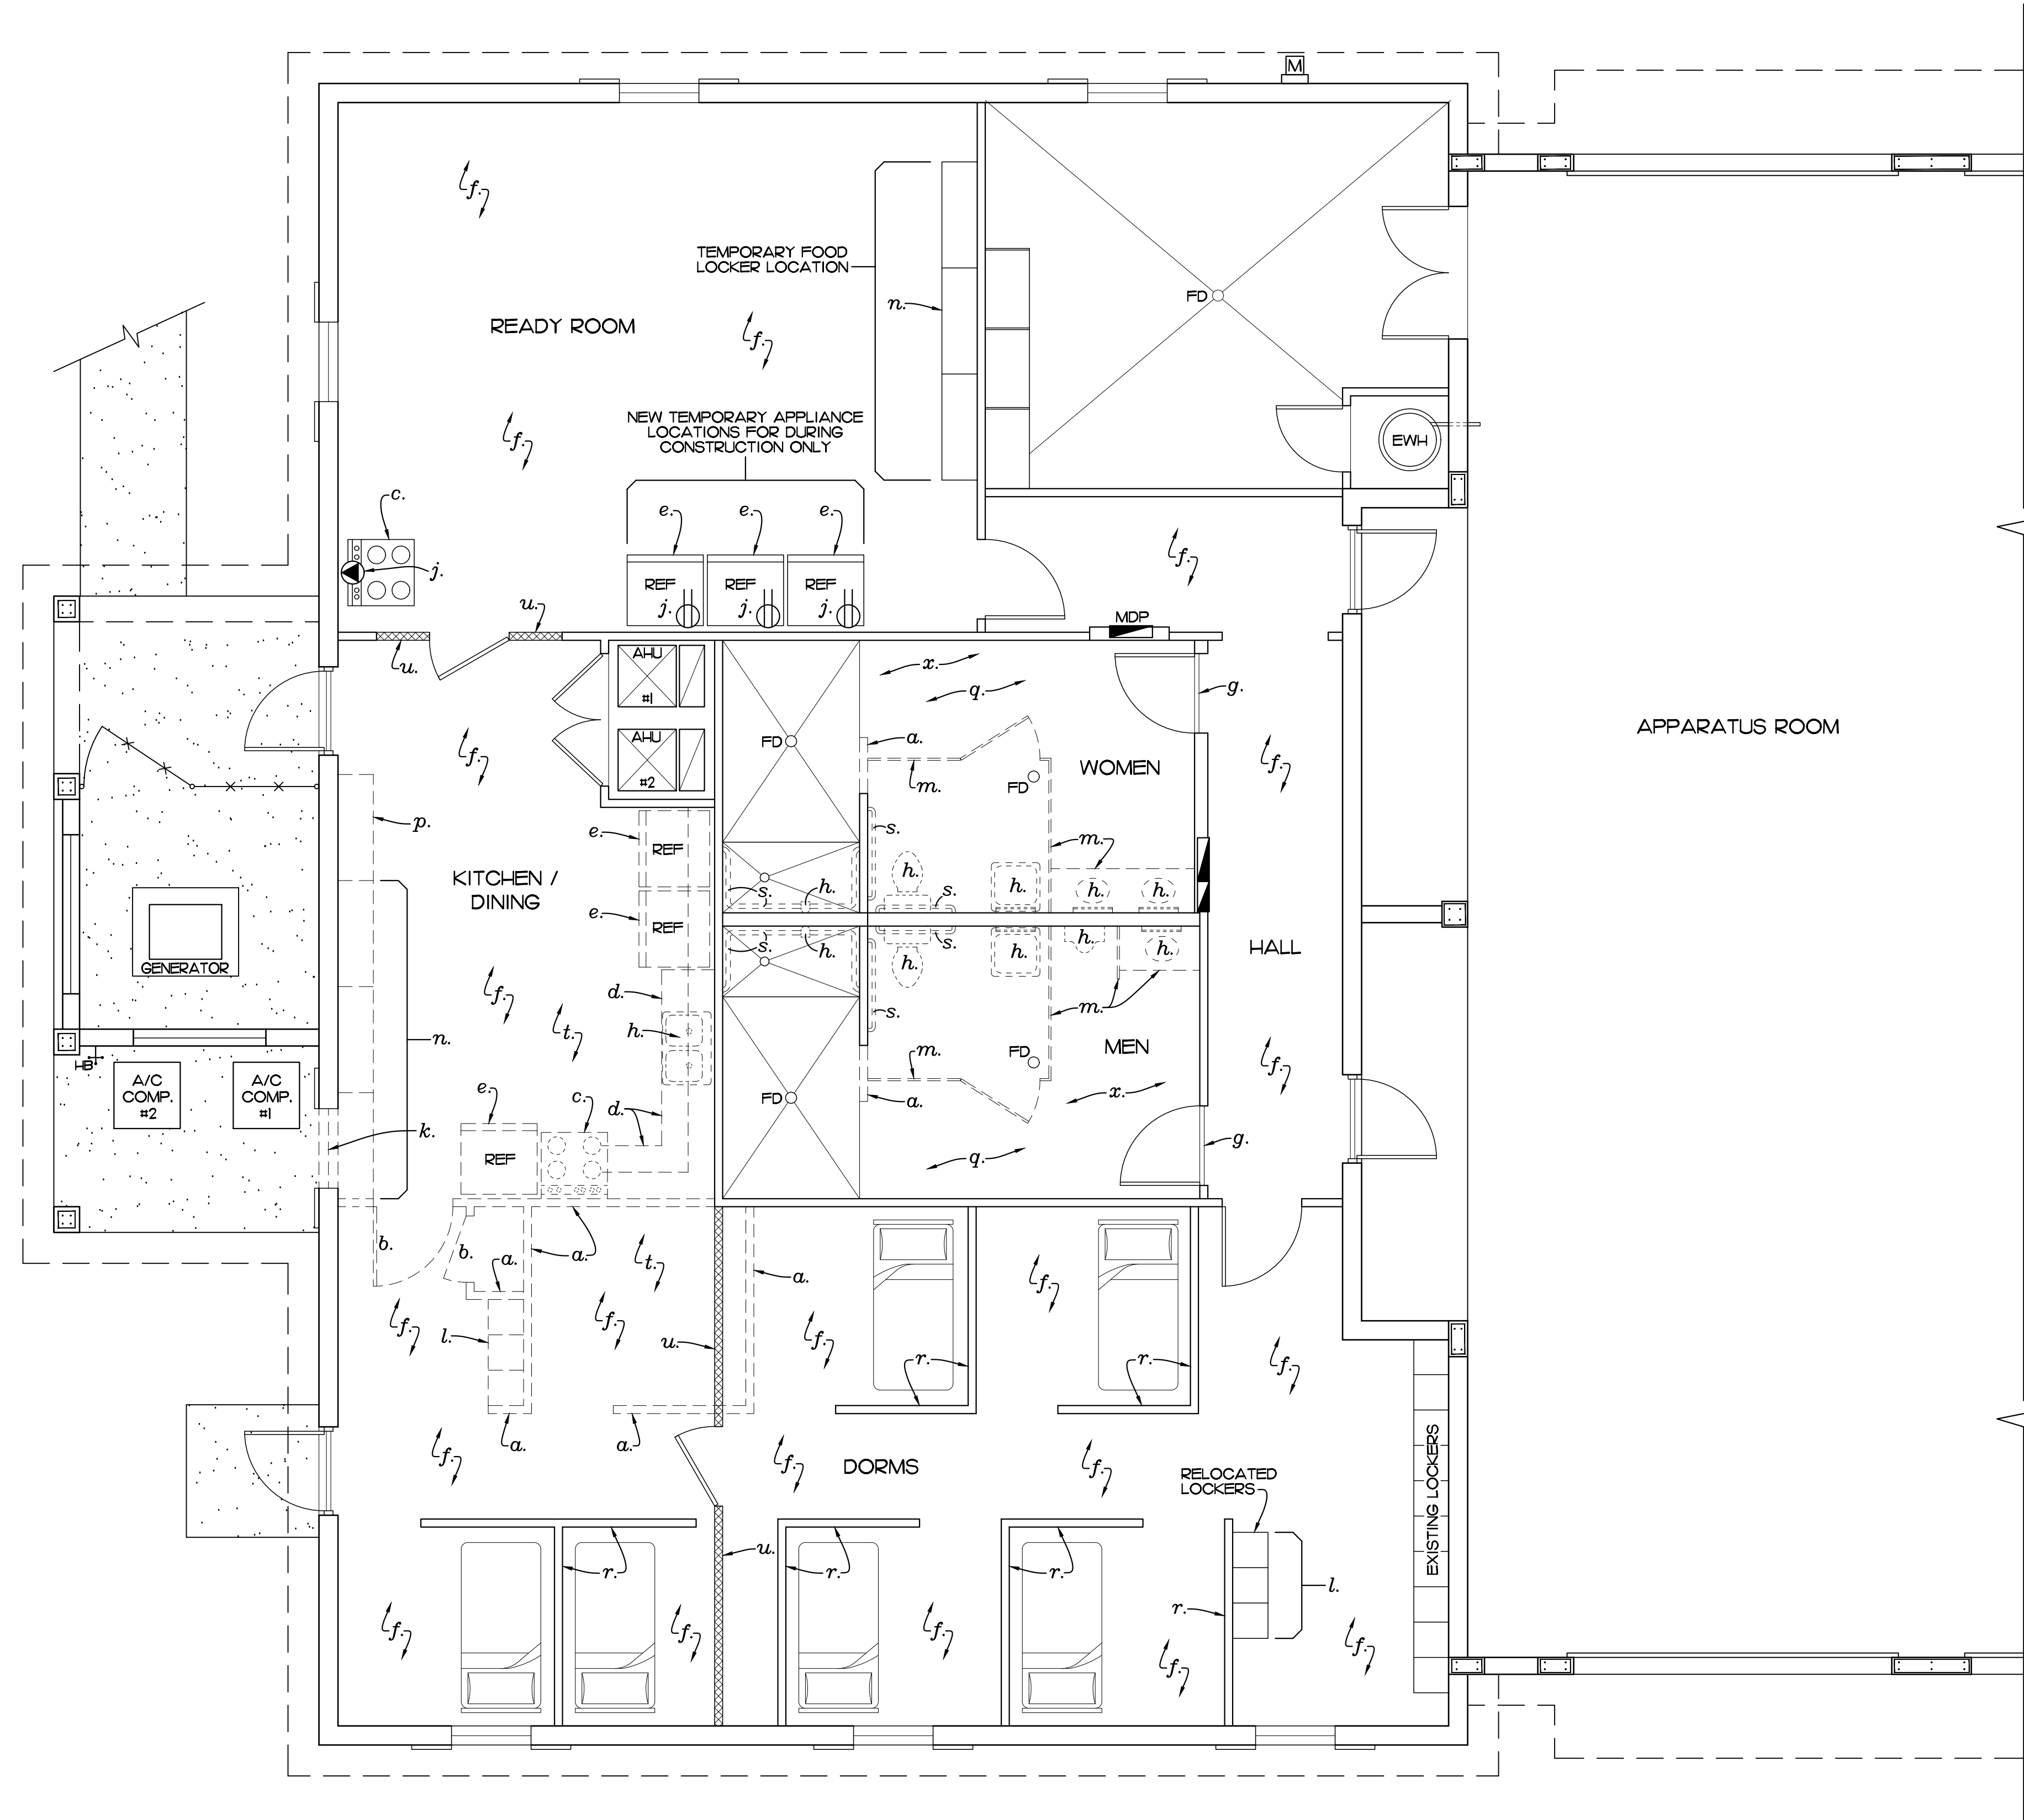 M
f.
TEMPORARY FOOD
LOCKER LOCATION
n.
FD
READY ROOM
f.
NEW TEMPORARY APPLIANCE
LOCATIONS FOR DURING
CONSTRUCTION ONLY
f.
EWH
c.
e.
e.
e.
f.
j.
REF
j.
REF
j.
REF
j.
u.
MDP
u.
AHU
#1
x.
q.
g.
APPARATUS ROOM
f.
AHU
#2
FD
a.
m.
FD
WOMEN
f.
p.
e.
REF
s.
m.
KITCHEN /
DINING
s.
h.
h.
s.
h.
h.
h.
e.
REF
s.
h.
s.
h.
h.
h.
h.
HALL
GENERATOR
f.
d.
s.
m.
t.
h.
n.
HB
A/C
COMP.
#2
A/C
COMP.
#1
m.
FD
MEN
f.
e.
c.
d.
FD
a.
x.
k.
REF
q.
g.
b.
b.
a.
a.
t.
a.
f.
f.
f.
l.
f.
u.
r.
r.
f.
f.
a.
a.
f.
DORMS
f.
RELOCATED
LOCKERS
EXISTING LOCKERS
u.
r.
r.
r.
l.
r.
f.
f.
f.
f.
f.